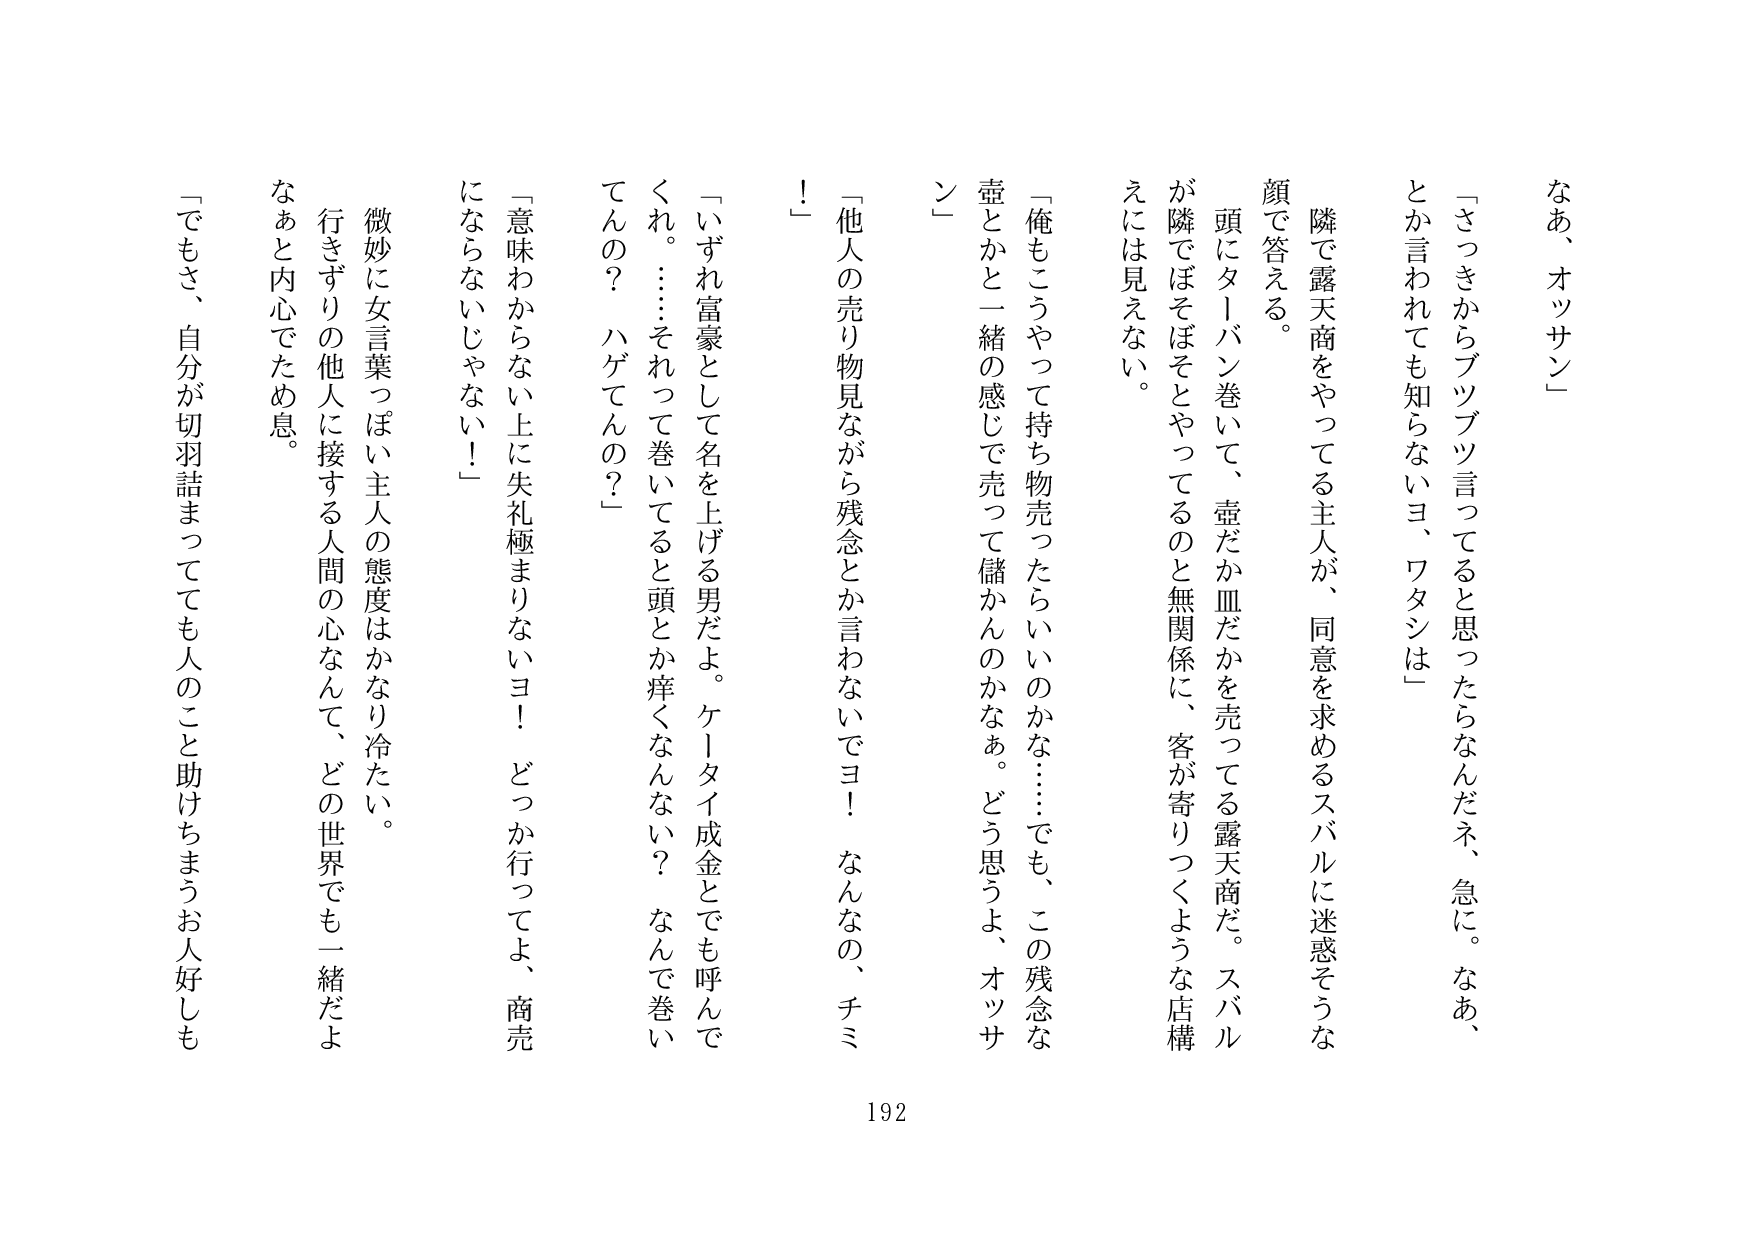 なあ、オッサン」
「さっきからブツブツ言ってると思ったらなんだネ、急に。なあ、
とか言われても知らないヨ、ワタシは」
　隣で露天商をやってる主人が、同意を求めるスバルに迷惑そうな
顔で答える。
　頭にターバン巻いて、壺だか皿だかを売ってる露天商だ。スバル
が隣でぼそぼそとやってるのと無関係に、客が寄りつくような店構
えには見えない。
「俺もこうやって持ち物売ったらいいのかな……でも、この残念な
壺とかと一緒の感じで売って儲かんのかなぁ。どう思うよ、オッサ
ン」
「他人の売り物見ながら残念とか言わないでヨ！　なんなの、チミ
！」
「いずれ富豪として名を上げる男だよ。ケータイ成金とでも呼んで
くれ。……それって巻いてると頭とか痒くなんない？　なんで巻い
てんの？　ハゲてんの？」
「意味わからない上に失礼極まりないヨ！　どっか行ってよ、商売
にならないじゃない！」
　微妙に女言葉っぽい主人の態度はかなり冷たい。
　行きずりの他人に接する人間の心なんて、どの世界でも一緒だよ
なぁと内心でため息。
「でもさ、自分が切羽詰まってても人のこと助けちまうお人好しも
192